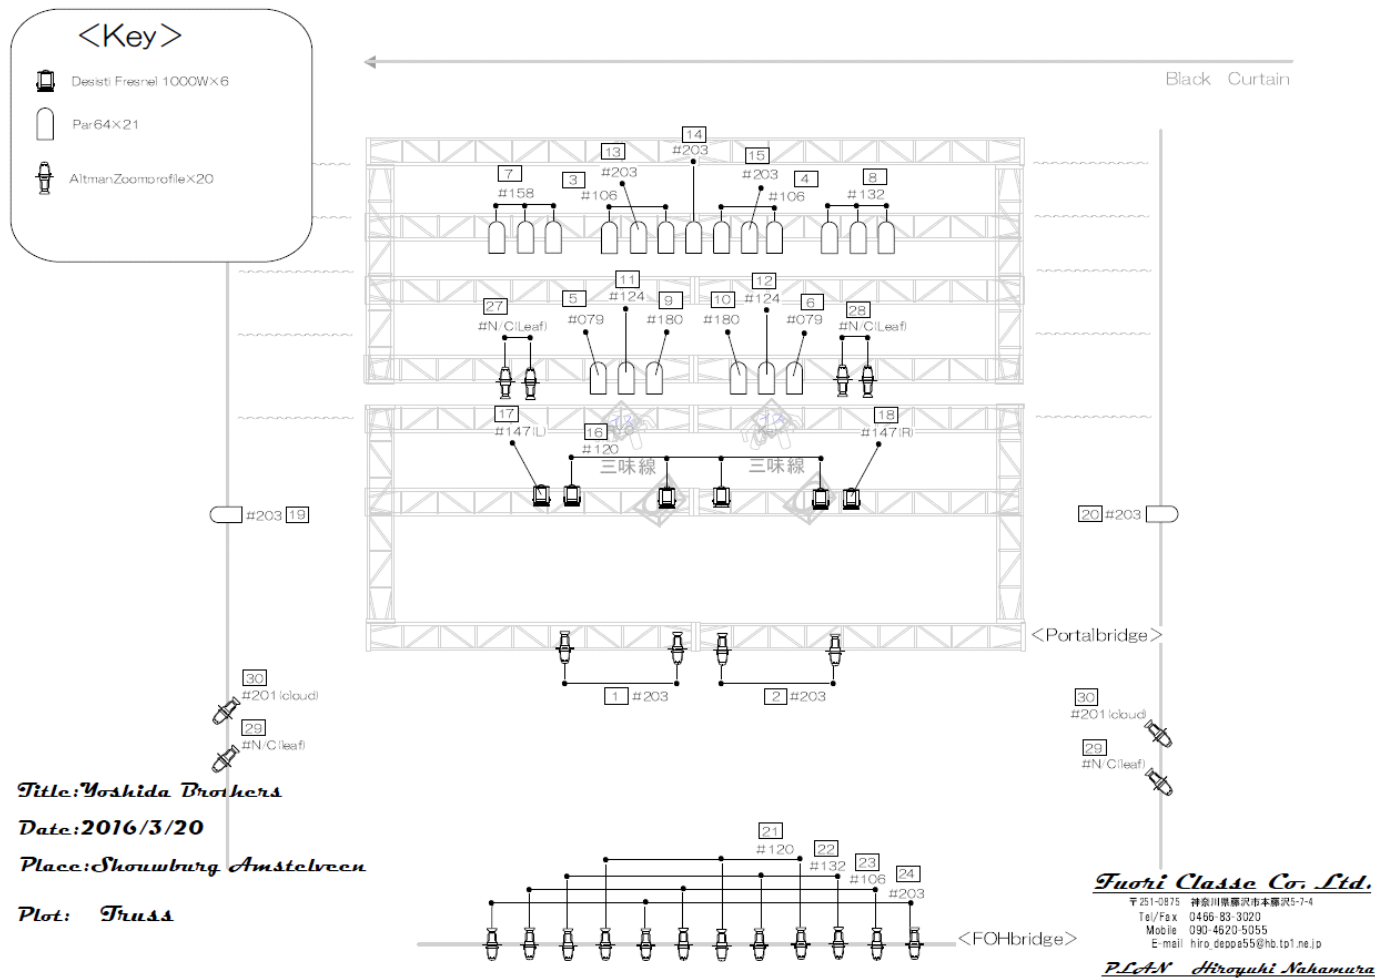 <Key>
Desisti Fresnel 1000W×6
Par64×21
AltmanZoomprofile×20
Black Curtain
14
#203
13
#203
15
#203
7
#158
3
#106
4
#106
8
#132
11
#124
12
#124
27
#N/C(Leaf)
5
#079
9
#180
10
#180
6
#079
28
#N/C(Leaf)
17
#147(L)
16
#120
18
#147(R)
三味線
三味線
#203 19
20 #203
<Portalbridge>
1 #203
2 #203
30
#201(cloud)
29
#N/C(leaf)
30
#201(cloud)
29
#N/C(leaf)
Title:Yoshida Brothers
Date:2016/3/20
Place:Shouwburg Amstelveen
Plot: Truss
21
#120
22
#132
23
#106
24
#203
<FOHbridge>
Fuori Classe Co. Ltd.
〒251-0875 神奈川県藤沢市本藤沢5-7-4
Tel/Fax 0466-83-3020
Mobile 090-4620-5055
E-mail hiro_deppa55@hb.tp1.ne.jp
PLAN Hiroyuki Nakamura